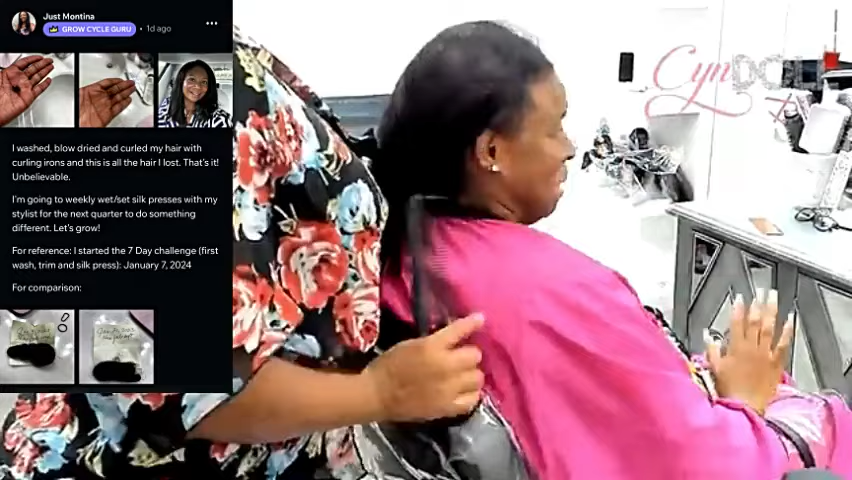 Just Montina
GROW CYCLE GURU
• 1d ago
I washed, blow dried and curled my hair with
curling irons and this is all the hair I lost. That's it!
Unbelievable.
I'm going to weekly wet/set silk presses with my
stylist for the next quarter to do something
different. Let's grow!
For reference: I started the 7 Day challenge (first
wash, trim and silk press): January 7, 2024
For comparison: